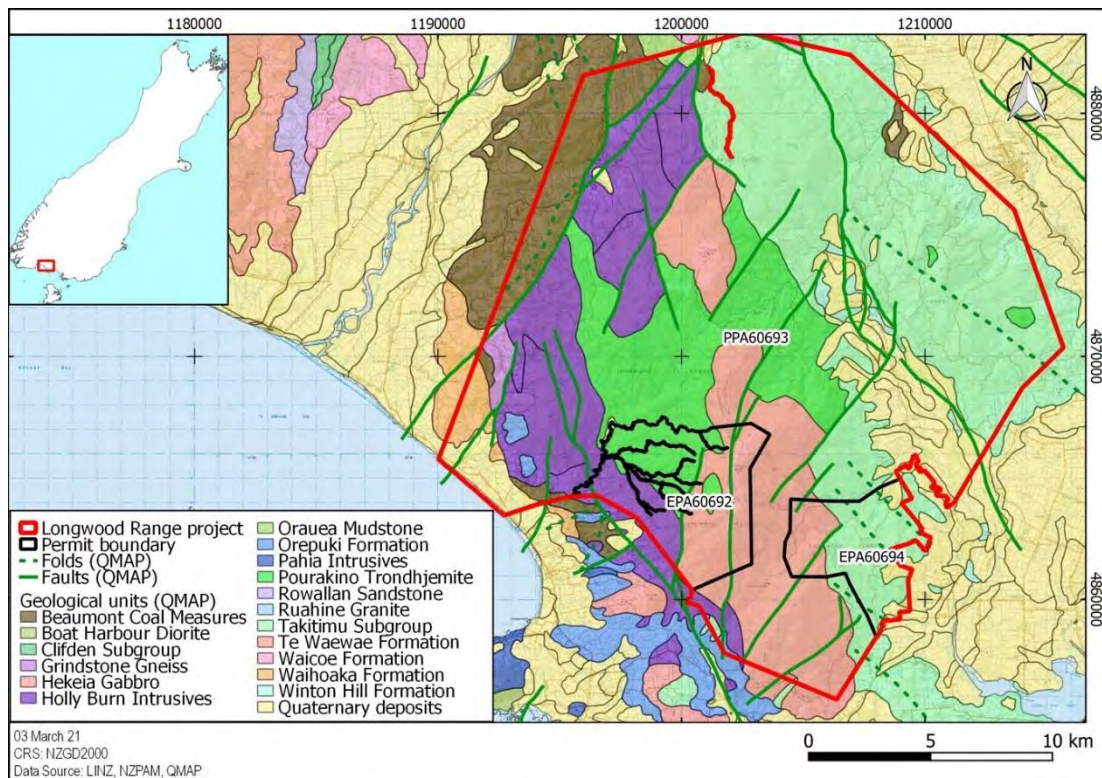 1180000
1190000
1200000
1210000
N
4880000
4870000
4860000
PPA60693
EPA60692
EPA60694
Longwood Range project
Permit boundary
Folds (QMAP)
Faults (QMAP)
Geological units (QMAP)
Beaumont Coal Measures
Boat Harbour Diorite
Clifden Subgroup
Grindstone Gneiss
Hekeia Gabbro
Holly Burn Intrusives
Orauea Mudstone
Orepuki Formation
Pahia Intrusives
Pourakino Trondhjemite
Rowallan Sandstone
Ruahine Granite
Takitimu Subgroup
Te Waewae Formation
Waicoe Formation
Waihoaka Formation
Winton Hill Formation
Quaternary deposits
03 March 21
CRS: NZGD2000
Data Source: LINZ, NZPAM, QMAP
0 5 10 km